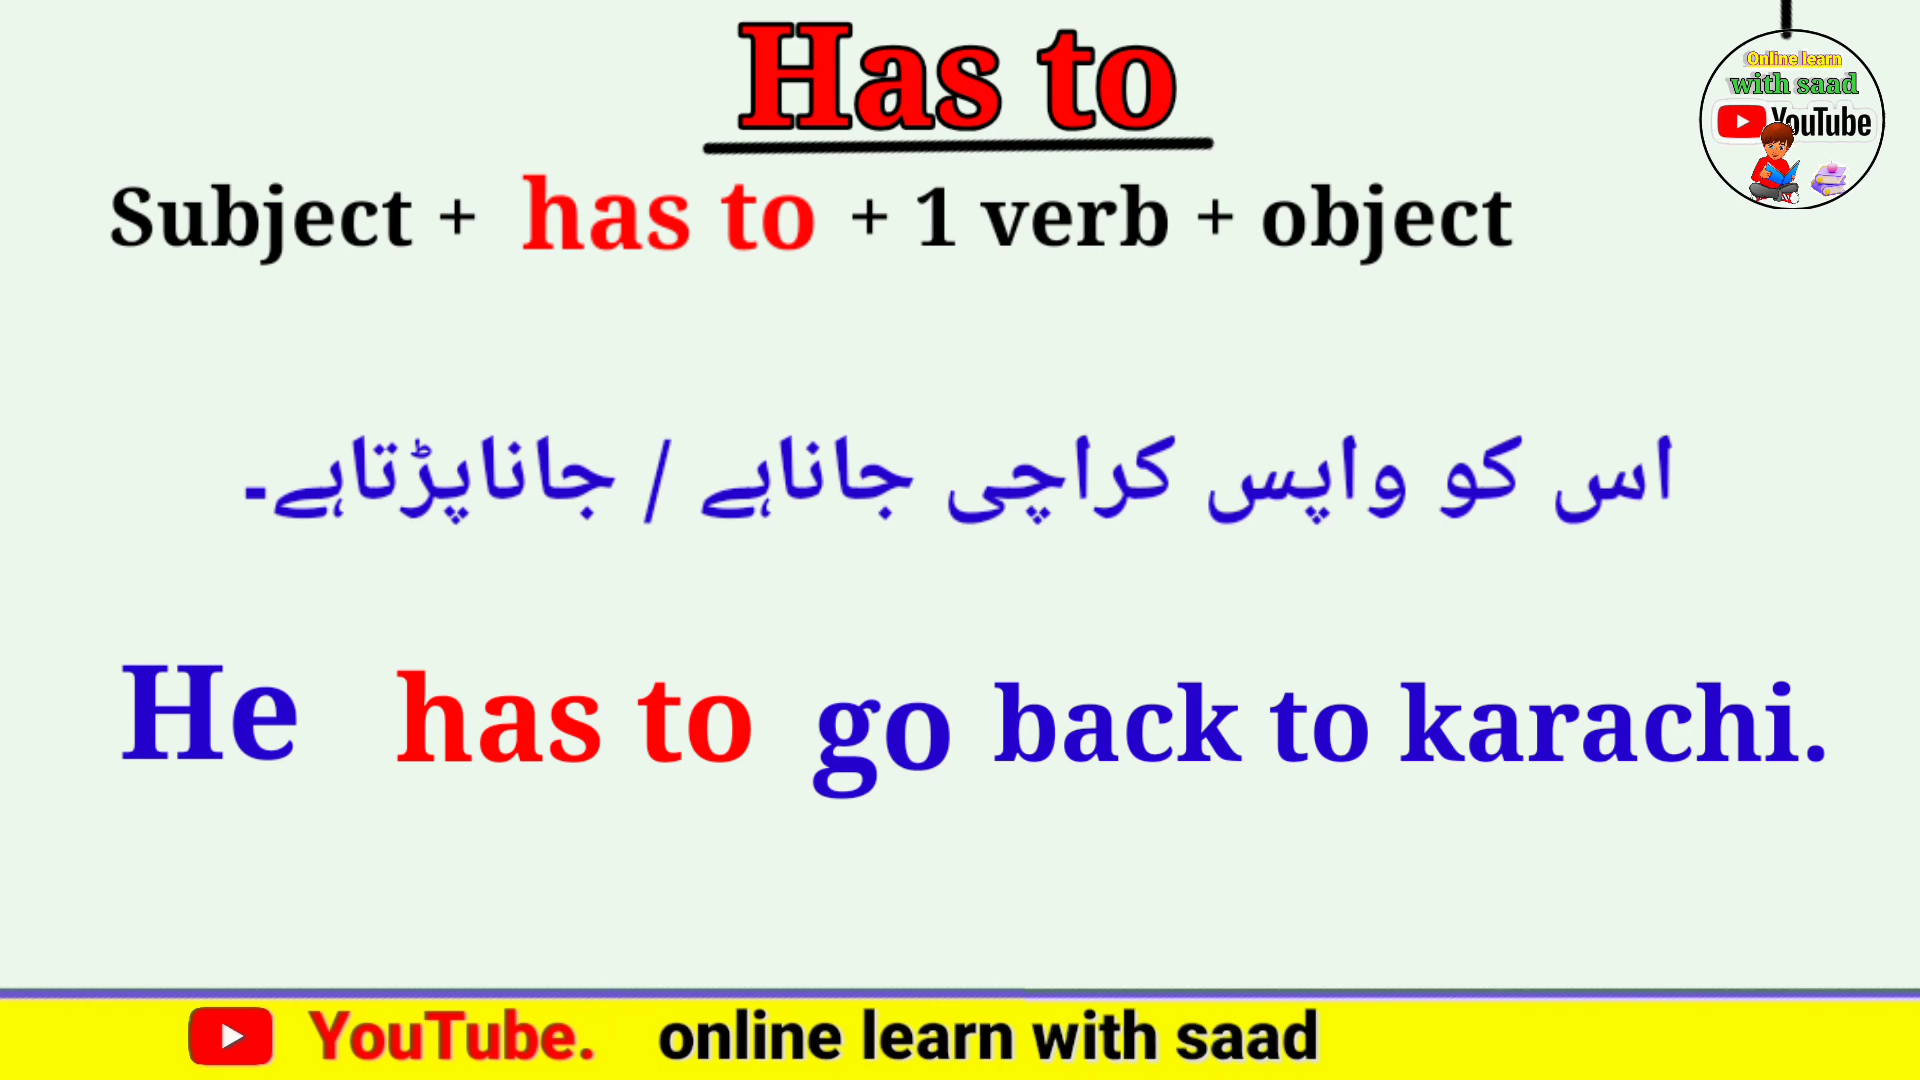 Has to
Online learn
with saad
YouTube
Subject + has to + 1 verb + object
اس کو واپس کراچی جاناہے / جاناپڑتاہے۔
He has to go back to karachi.
YouTube. online learn with saad